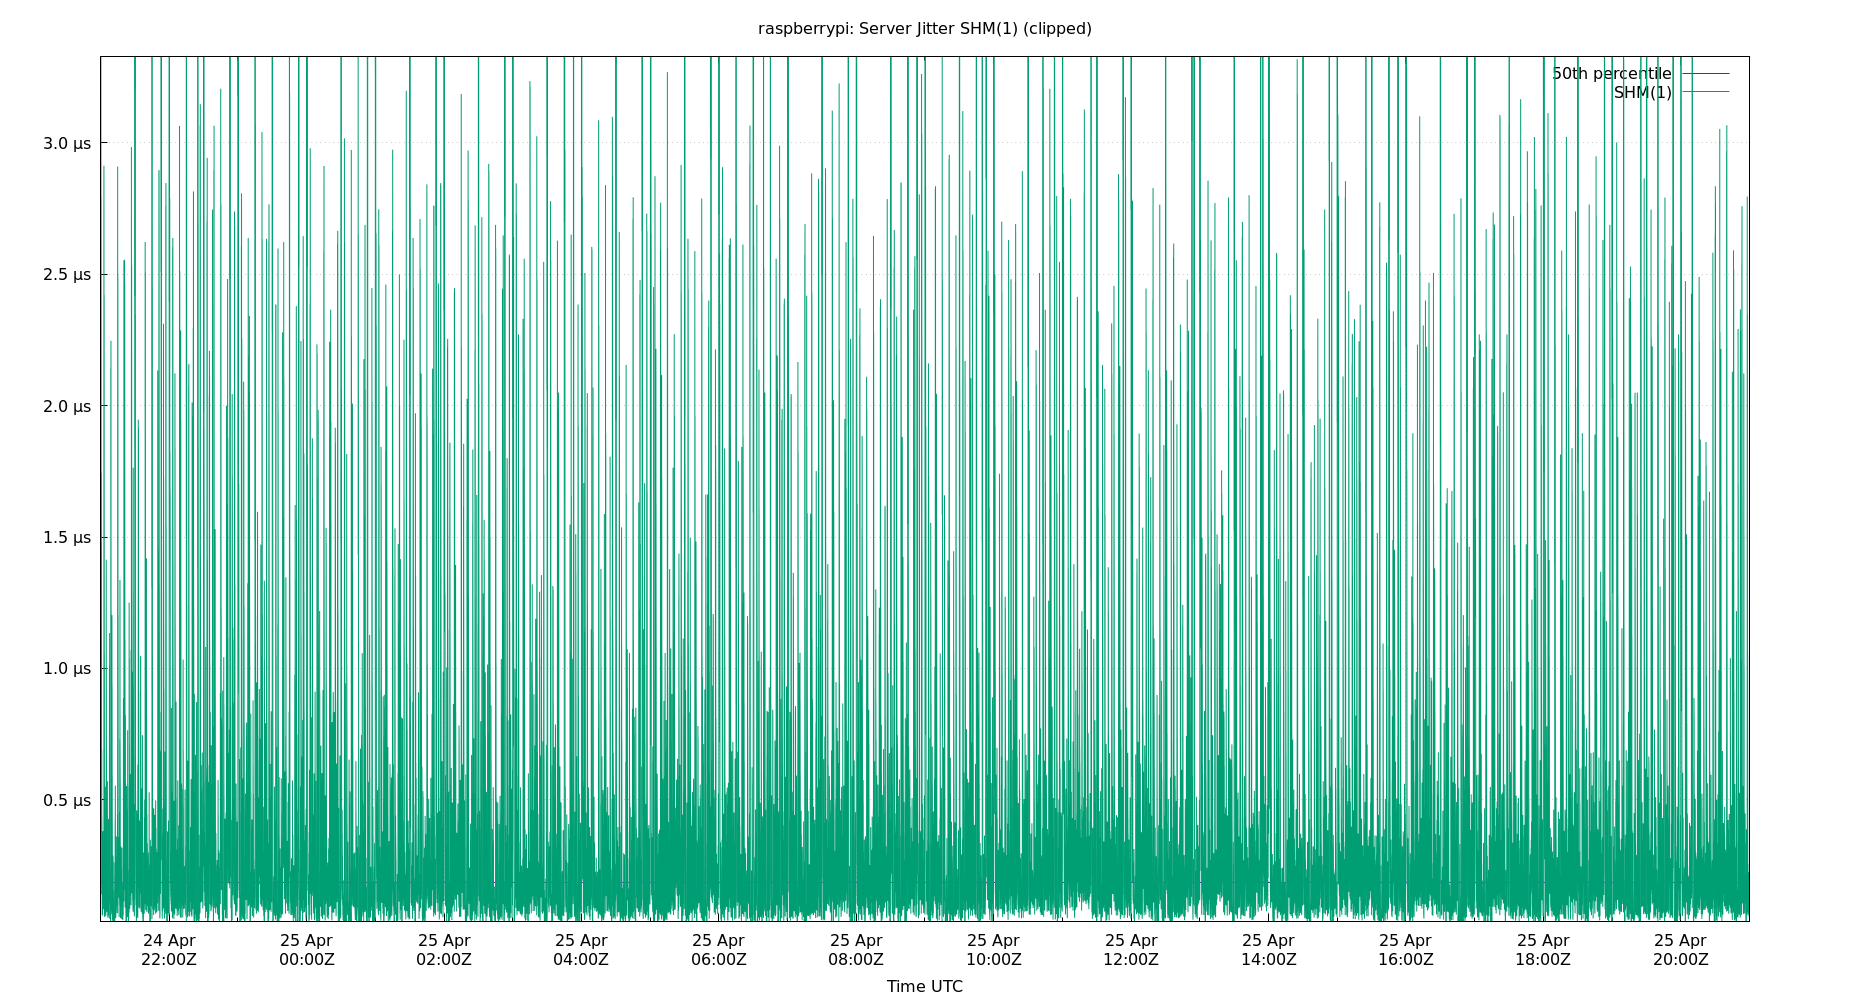 raspberrypi: Server Jitter SHM(1) (clipped)
50th percentile
SHM(1)
3.0 µs
2.5 µs
2.0 µs
1.5 µs
1.0 µs
0.5 µs
24 Apr 25 Apr 25 Apr 25 Apr 25 Apr 25 Apr 25 Apr 25 Apr 25 Apr 25 Apr 25 Apr 25 Apr
22:00Z 00:00Z 02:00Z 04:00Z 06:00Z 08:00Z 10:00Z 12:00Z 14:00Z 16:00Z 18:00Z 20:00Z
Time UTC